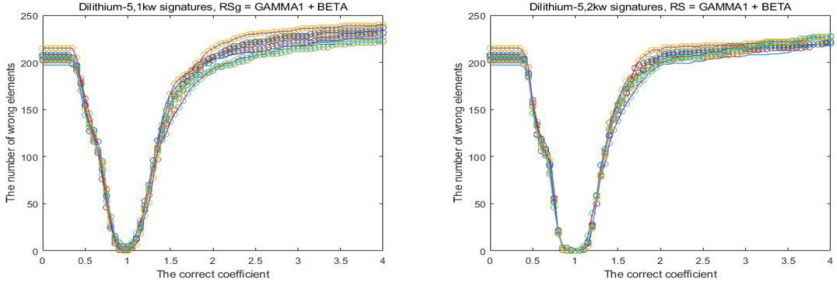 Dilithium-5,1kw signatures, RSg = GAMMA1 + BETA
The number of wrong elements
250
200
150
100
50
0
0 0.5 1 1.5 2 2.5 3 3.5 4
The correct coefficient
Dilithium-5,2kw signatures, RS = GAMMA1 + BETA
The number of wrong elements
250
200
150
100
50
0
0 0.5 1 1.5 2 2.5 3 3.5 4
The correct coefficient